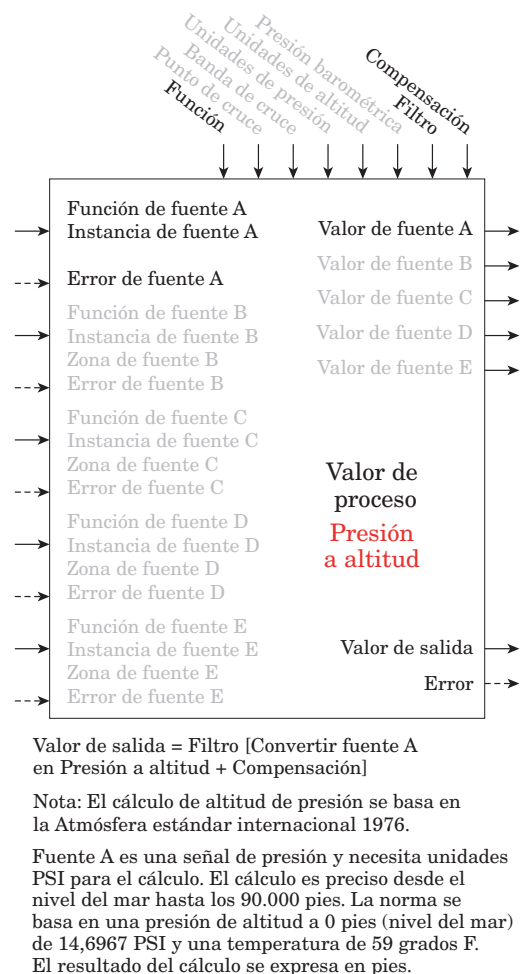 Función
Punto de cruce
Banda de cruce
Unidades de presión
Unidades de altitud
Presión barométrica
Filtro
Compensación
Función de fuente A
Instancia de fuente A
Error de fuente A
Función de fuente B
Instancia de fuente B
Zona de fuente B
Error de fuente B
Función de fuente C
Instancia de fuente C
Zona de fuente C
Error de fuente C
Función de fuente D
Instancia de fuente D
Zona de fuente D
Error de fuente D
Función de fuente E
Instancia de fuente E
Zona de fuente E
Error de fuente E
Valor de fuente A
Valor de fuente B
Valor de fuente C
Valor de fuente D
Valor de fuente E
Valor de
proceso
Presión
a altitud
Valor de salida
Error
Valor de salida = Filtro [Convertir fuente A
en Presión a altitud + Compensación]
Nota: El cálculo de altitud de presión se basa en
la Atmósfera estándar internacional 1976.
Fuente A es una señal de presión y necesita unidades
PSI para el cálculo. El cálculo es preciso desde el
nivel del mar hasta los 90.000 pies. La norma se
basa en una presión de altitud a 0 pies (nivel del mar)
de 14,6967 PSI y una temperatura de 59 grados F.
El resultado del cálculo se expresa en pies.